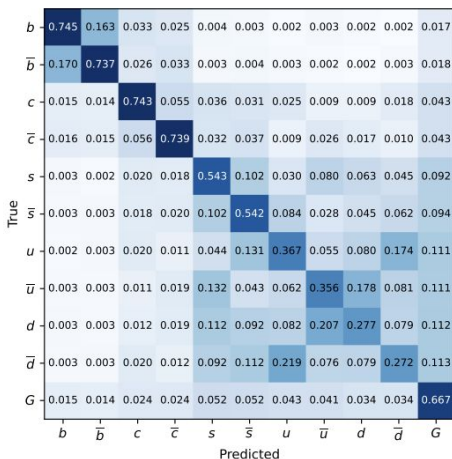 b 0.745 0.163 0.033 0.025 0.004 0.003 0.002 0.003 0.002 0.002 0.017
b̅ 0.170 0.737 0.026 0.033 0.003 0.004 0.003 0.002 0.002 0.003 0.018
c 0.015 0.014 0.743 0.055 0.036 0.031 0.025 0.009 0.009 0.018 0.043
c̅ 0.016 0.015 0.056 0.739 0.032 0.037 0.009 0.026 0.017 0.010 0.043
s 0.003 0.002 0.020 0.018 0.543 0.102 0.030 0.080 0.063 0.045 0.092
s̅ 0.003 0.003 0.018 0.020 0.102 0.542 0.084 0.028 0.045 0.062 0.094
u 0.002 0.003 0.020 0.011 0.044 0.131 0.367 0.055 0.080 0.174 0.111
u̅ 0.003 0.003 0.011 0.019 0.132 0.043 0.062 0.356 0.178 0.081 0.111
d 0.003 0.003 0.012 0.019 0.112 0.092 0.082 0.207 0.277 0.079 0.112
d̅ 0.003 0.003 0.020 0.012 0.092 0.112 0.219 0.076 0.079 0.272 0.113
G 0.015 0.014 0.024 0.024 0.052 0.052 0.043 0.041 0.034 0.034 0.667
b b̅ c c̅ s s̅ u u̅ d d̅ G
Predicted
True